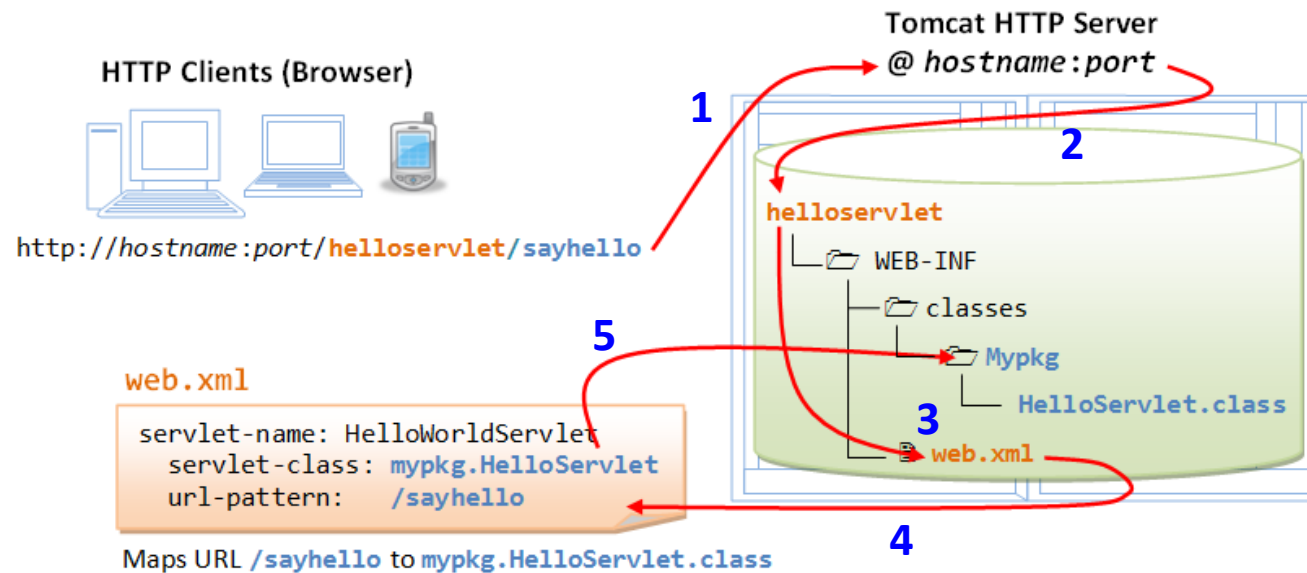 Tomcat HTTP Server
@ hostname:port
HTTP Clients (Browser)
1
2
http://hostname:port/helloservlet/sayhello
helloservlet
WEB-INF
classes
Mypkg
HelloServlet.class
3
web.xml
5
web.xml
servlet-name: HelloWorldServlet
servlet-class: mypkg.HelloServlet
url-pattern: /sayhello
4
Maps URL /sayhello to mypkg.HelloServlet.class